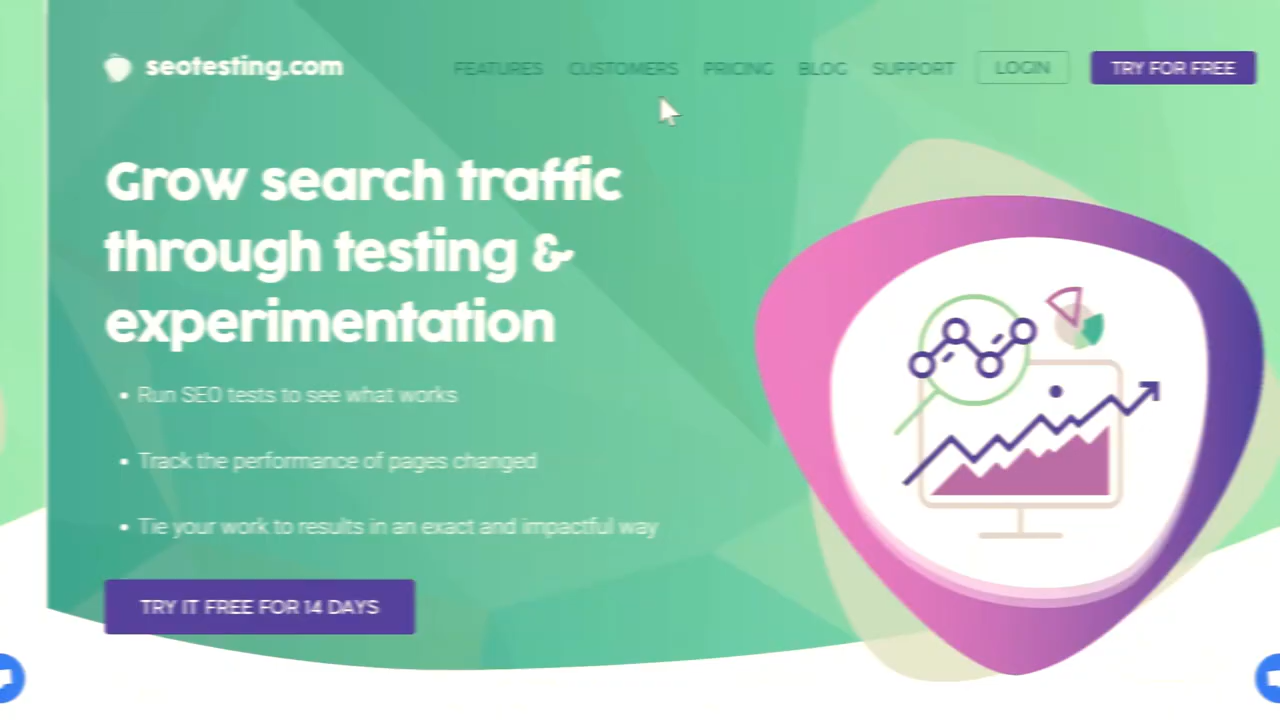 seotesting.com
FEATURES CUSTOMERS PRICING BLOG SUPPORT LOGIN TRY FOR FREE
Grow search traffic
through testing &
experimentation
• Run SEO tests to see what works
• Track the performance of pages changed
• Tie your work to results in an exact and impactful way
TRY IT FREE FOR 14 DAYS